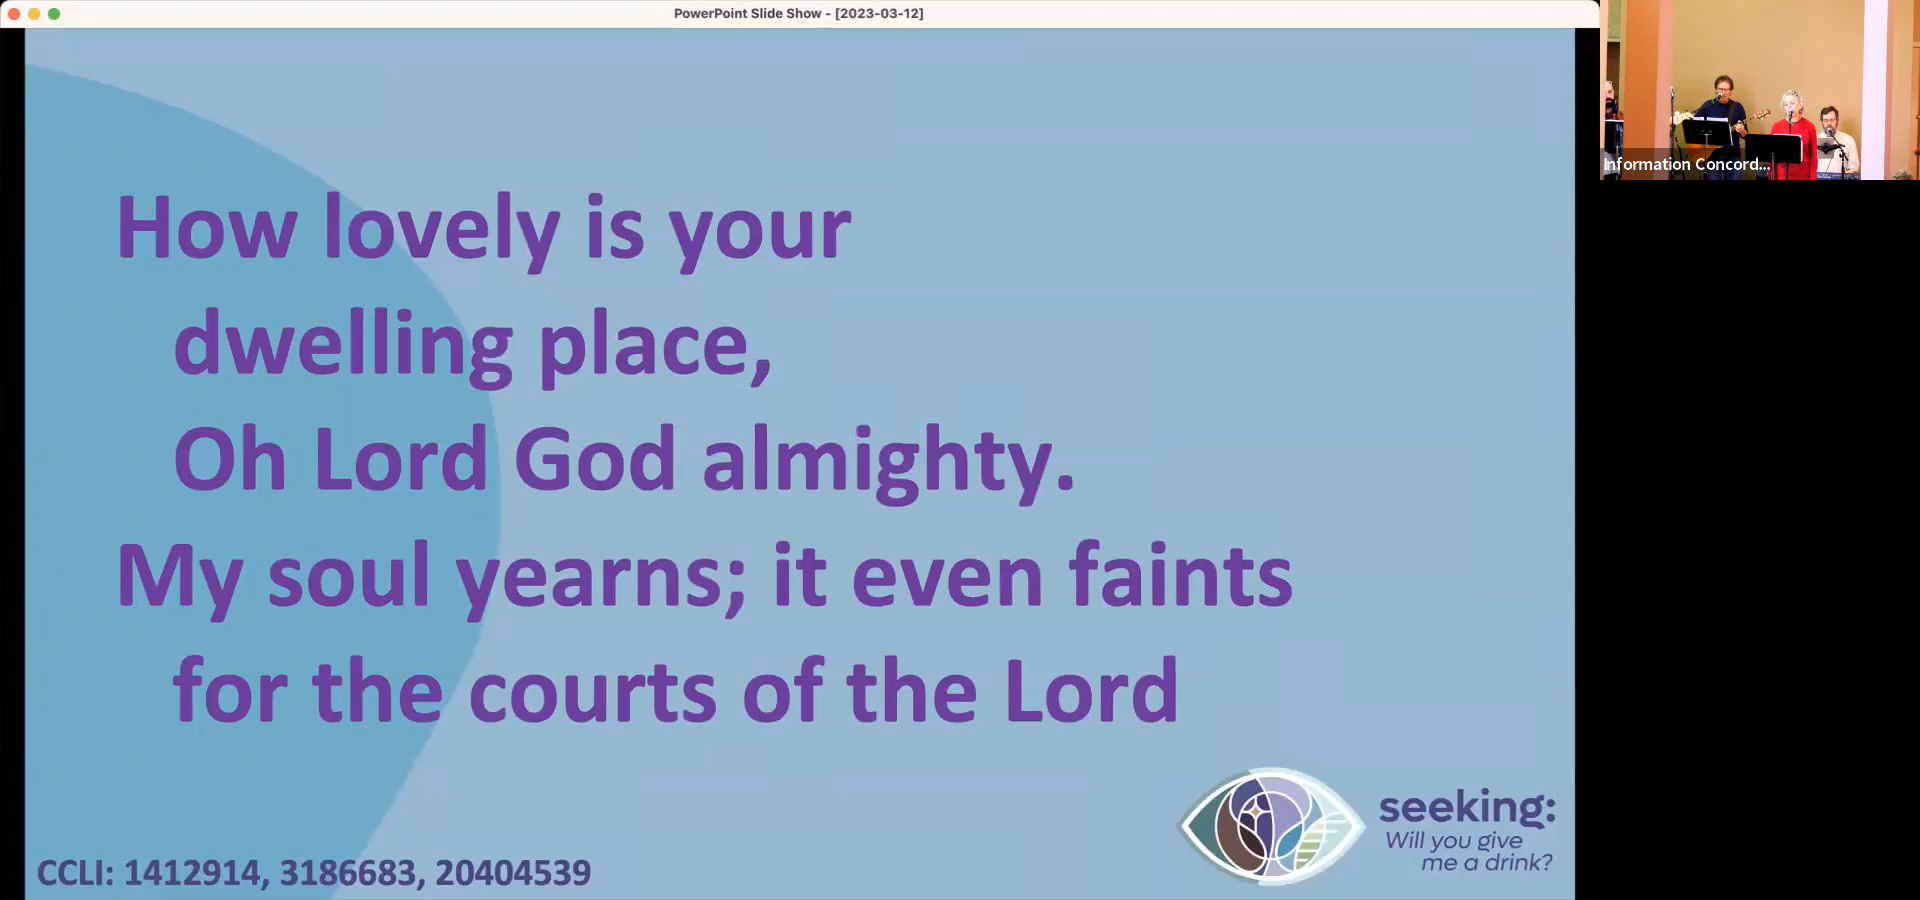 PowerPoint Slide Show - [2023-03-12]
How lovely is your
dwelling place,
Oh Lord God almighty.
My soul yearns; it even faints
for the courts of the Lord
seeking:
Will you give
me a drink?
CCLI: 1412914, 3186683, 20404539
Information Concord...